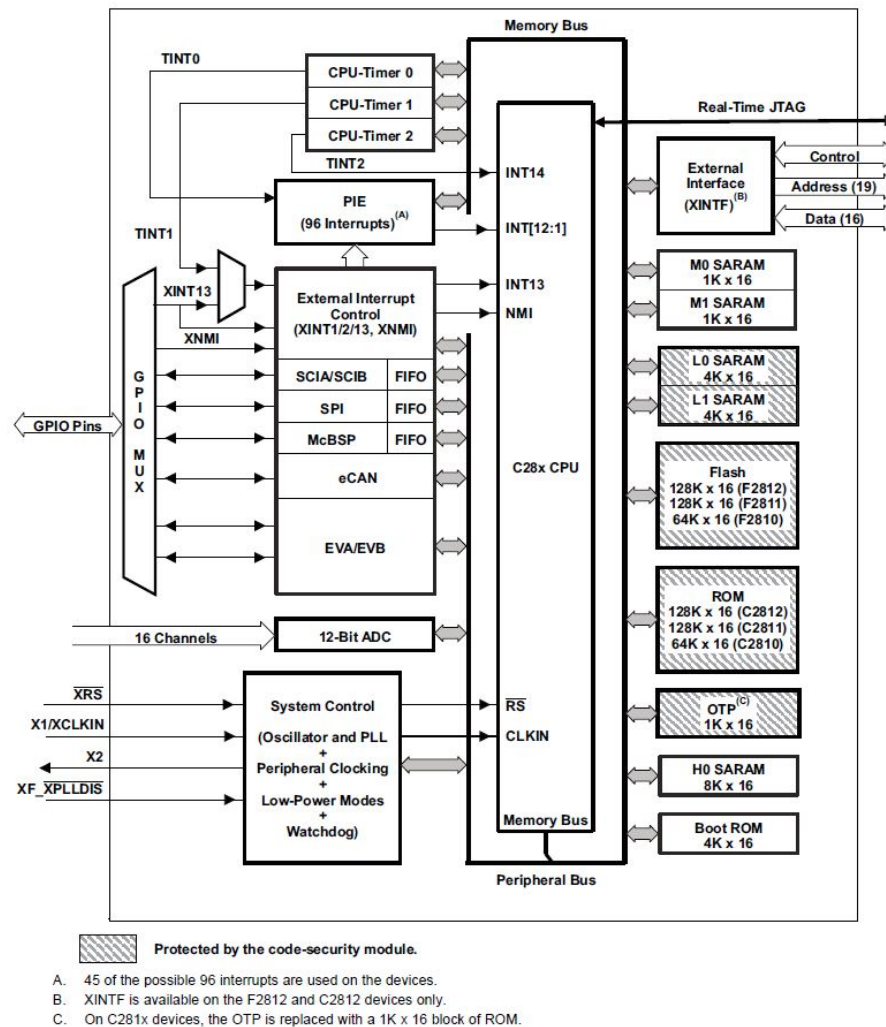 Memory Bus
TINT0
CPU-Timer 0
CPU-Timer 1
CPU-Timer 2
Real-Time JTAG
TINT2
INT14
Control
External
Interface
(XINTF)(B)
Address (19)
Data (16)
PIE
(96 Interrupts)(A)
INT[12:1]
TINT1
M0 SARAM
1K x 16
M1 SARAM
1K x 16
XINT13
External Interrupt
Control
(XINT1/2/13, XNMI)
INT13
NMI
XNMI
L0 SARAM
4K x 16
L1 SARAM
4K x 16
SCIA/SCIB
FIFO
SPI
FIFO
McBSP
FIFO
GPIO Pins
GPIO MUX
eCAN
EVA/EVB
C28x CPU
Flash
128K x 16 (F2812)
128K x 16 (F2811)
64K x 16 (F2810)
ROM
128K x 16 (C2812)
128K x 16 (C2811)
64K x 16 (C2810)
16 Channels
12-Bit ADC
XRS
X1/XCLKIN
X2
XF_XPLLDIS
System Control
(Oscillator and PLL
+
Peripheral Clocking
+
Low-Power Modes
+
Watchdog)
RS
CLKIN
OTP(C)
1K x 16
H0 SARAM
8K x 16
Memory Bus
Boot ROM
4K x 16
Peripheral Bus
Protected by the code-security module.
A. 45 of the possible 96 interrupts are used on the devices.
B. XINTF is available on the F2812 and C2812 devices only.
C. On C281x devices, the OTP is replaced with a 1K x 16 block of ROM.